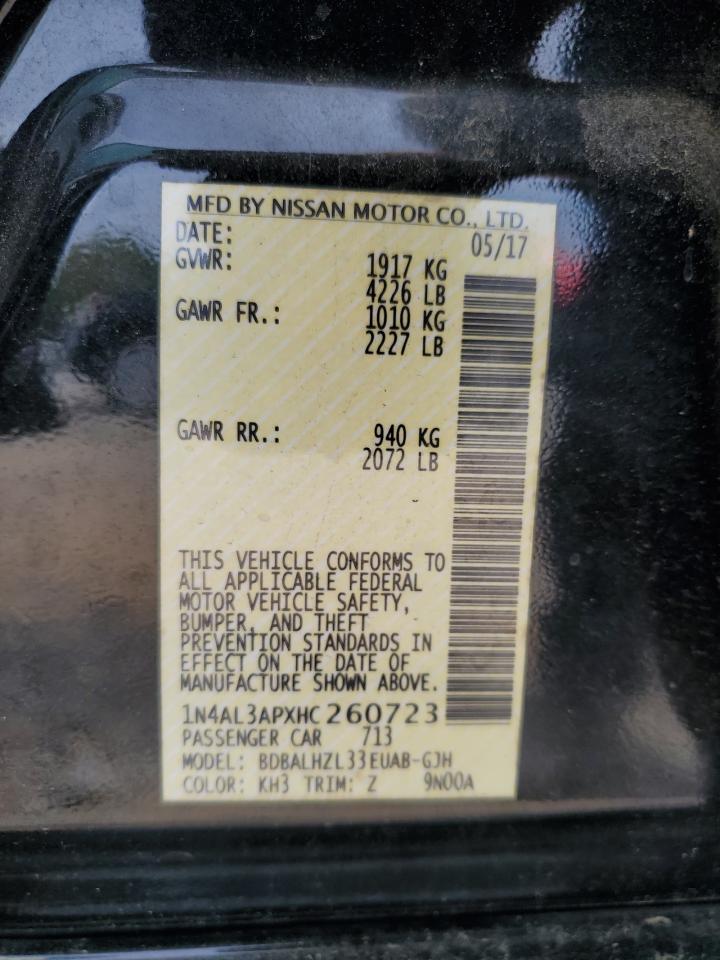 MFD BY NISSAN MOTOR CO., LTD.
DATE: 05/17
GVWR: 1917 KG
4226 LB
GAWR FR.: 1010 KG
2227 LB
GAWR RR.: 940 KG
2072 LB
THIS VEHICLE CONFORMS TO
ALL APPLICABLE FEDERAL
MOTOR VEHICLE SAFETY,
BUMPER, AND THEFT
PREVENTION STANDARDS IN
EFFECT ON THE DATE OF
MANUFACTURE SHOWN ABOVE.
1N4AL3APXHC260723
PASSENGER CAR 713
MODEL: BDBALHZL33EUAB-GJH
COLOR: KH3 TRIM: Z 9N00A